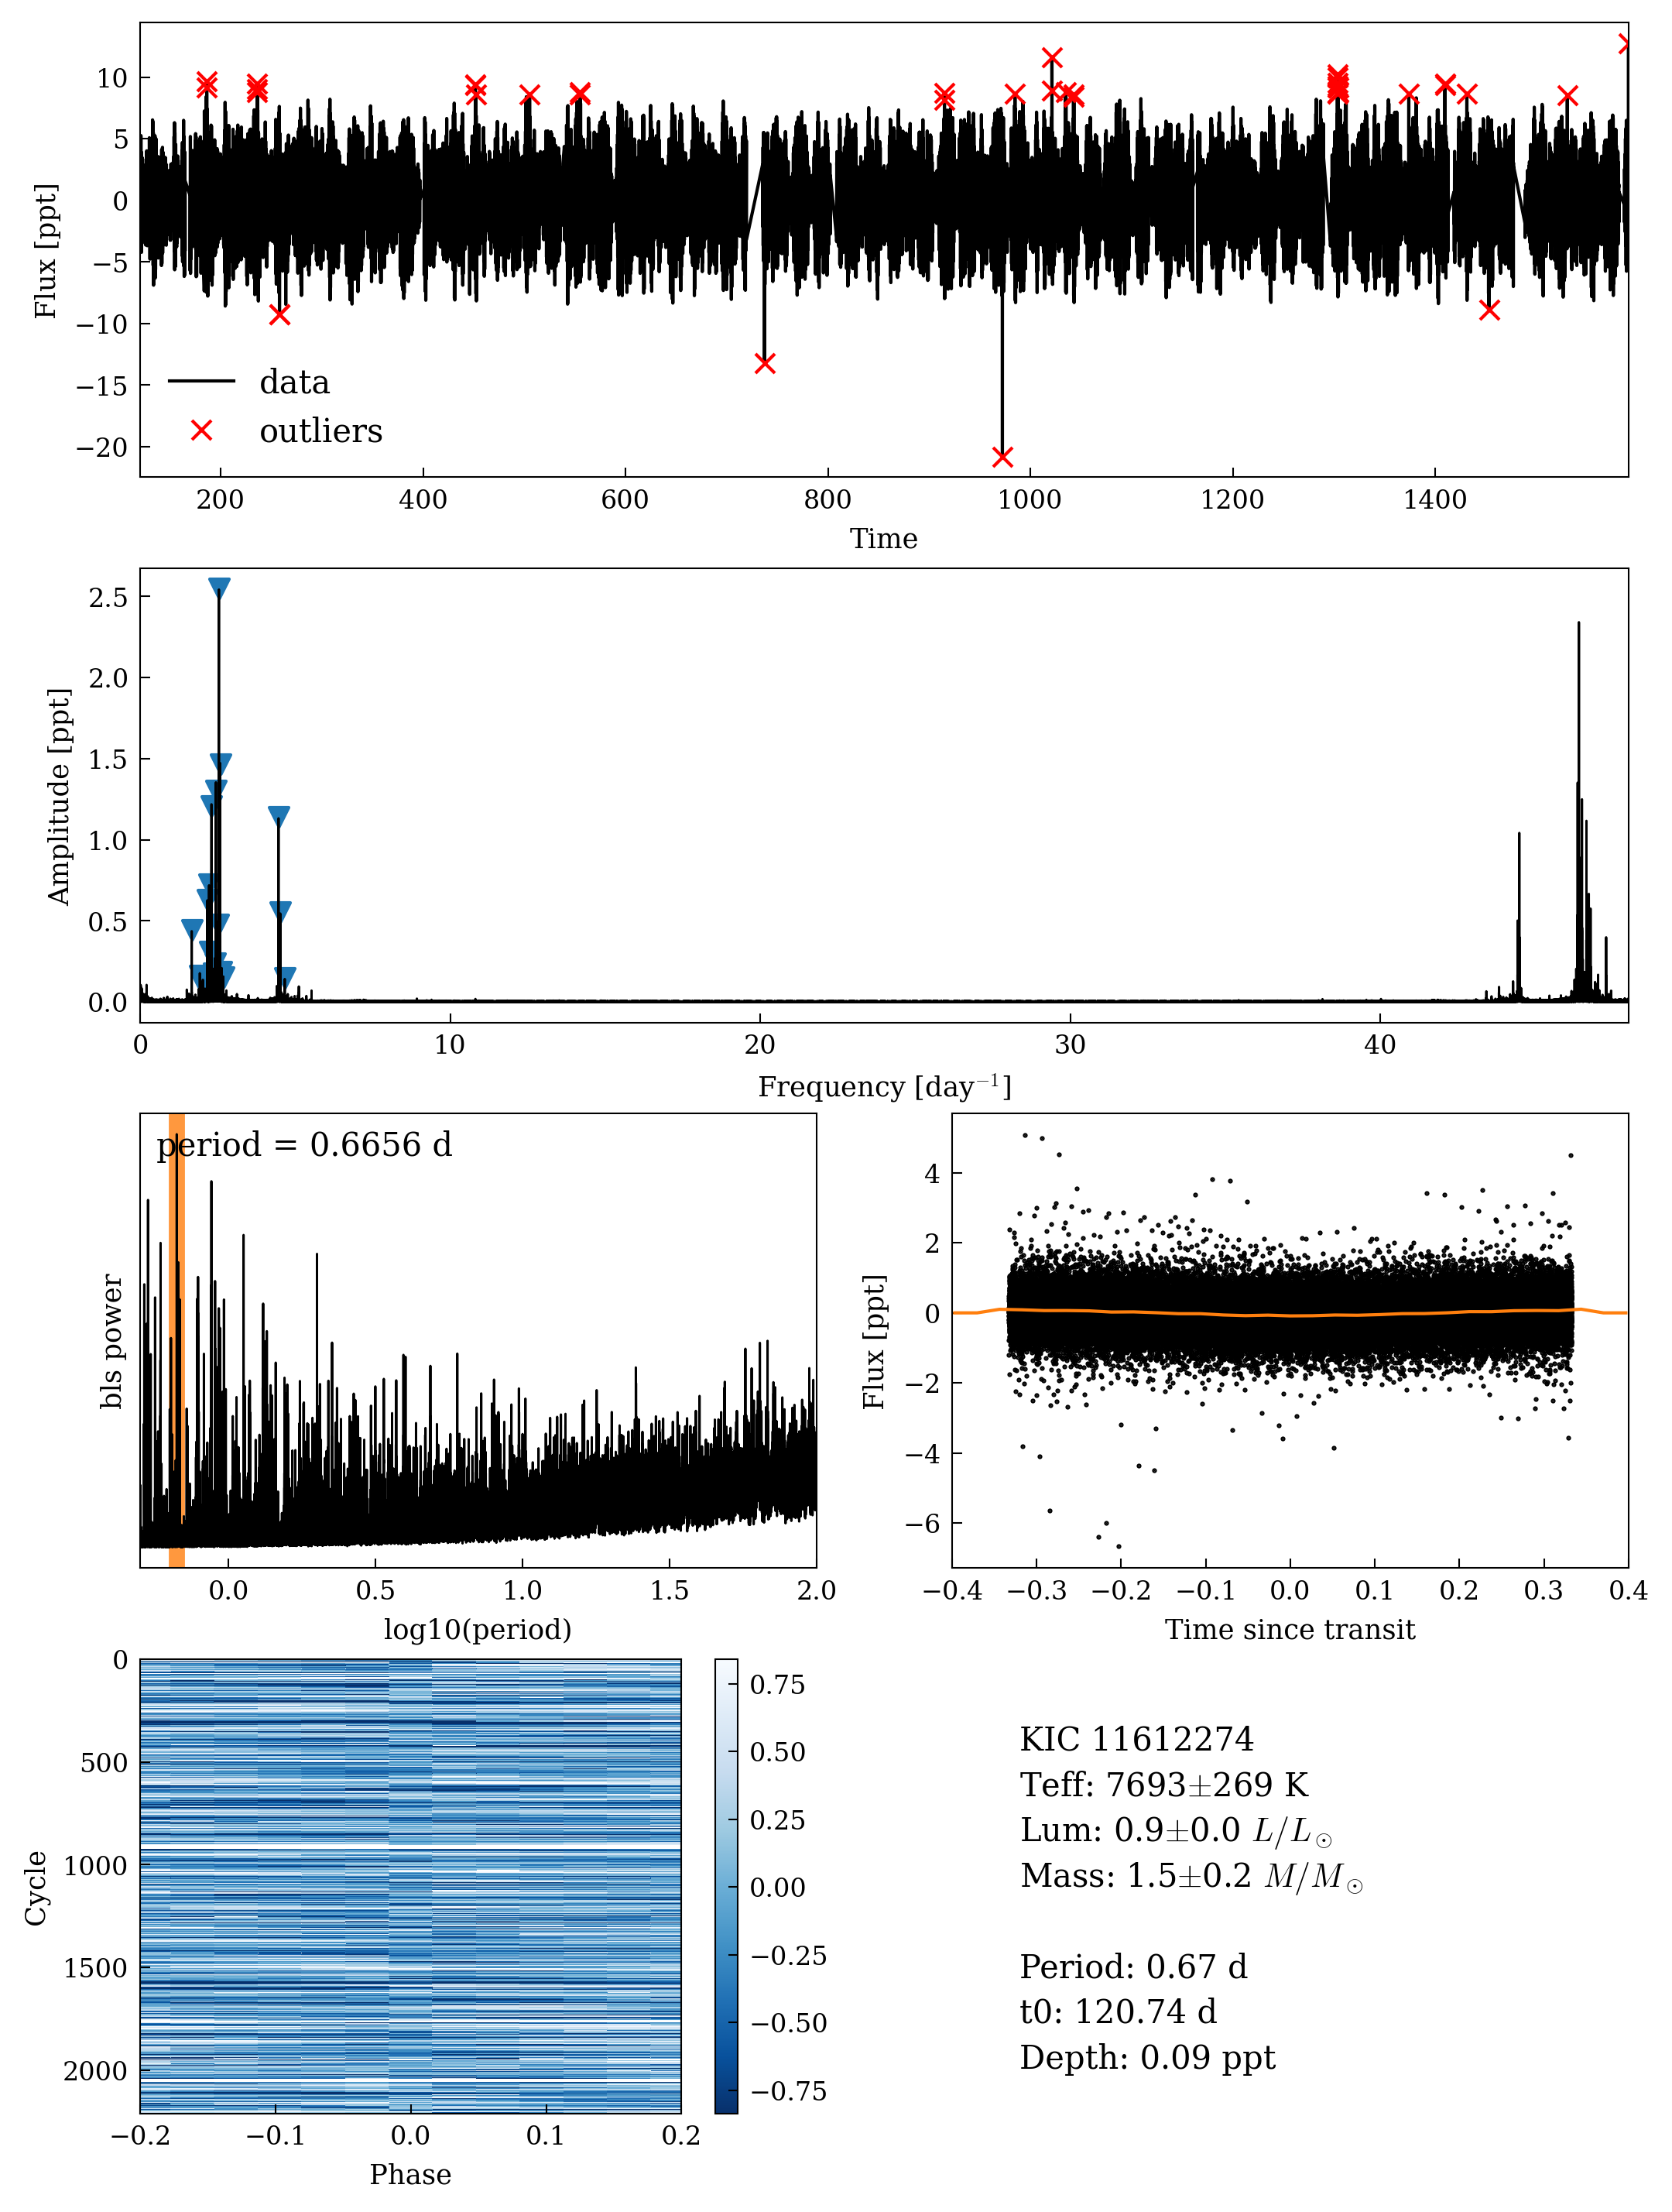 10
5
0
−5
−10
−15
−20
Flux [ppt]
data
outliers
200 400 600 800 1000 1200 1400
Time
2.5
2.0
1.5
1.0
0.5
0.0
Amplitude [ppt]
0 10 20 30 40
Frequency [day⁻¹]
period = 0.6656 d
bls power
0.0 0.5 1.0 1.5 2.0
log10(period)
4
2
0
−2
−4
−6
Flux [ppt]
−0.4 −0.3 −0.2 −0.1 0.0 0.1 0.2 0.3 0.4
Time since transit
0
500
1000
1500
2000
Cycle
−0.2 −0.1 0.0 0.1 0.2
Phase
0.75
0.50
0.25
0.00
−0.25
−0.50
−0.75
KIC 11612274
Teff: 7693±269 K
Lum: 0.9±0.0 L/L⊙
Mass: 1.5±0.2 M/M⊙
Period: 0.67 d
t0: 120.74 d
Depth: 0.09 ppt